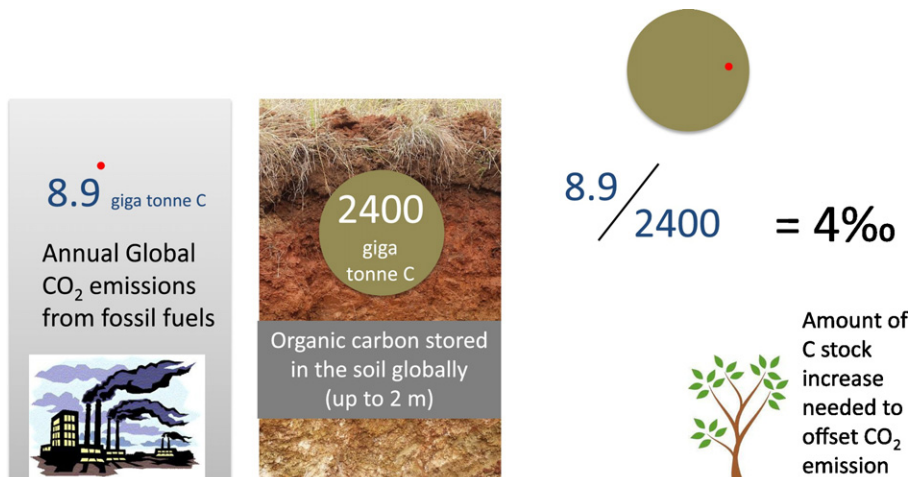 8.9 giga tonne C
Annual Global
CO₂ emissions
from fossil fuels
2400
giga
tonne C
Organic carbon stored
in the soil globally
(up to 2 m)
8.9/2400 = 4‰
Amount of
C stock
increase
needed to
offset CO₂
emission